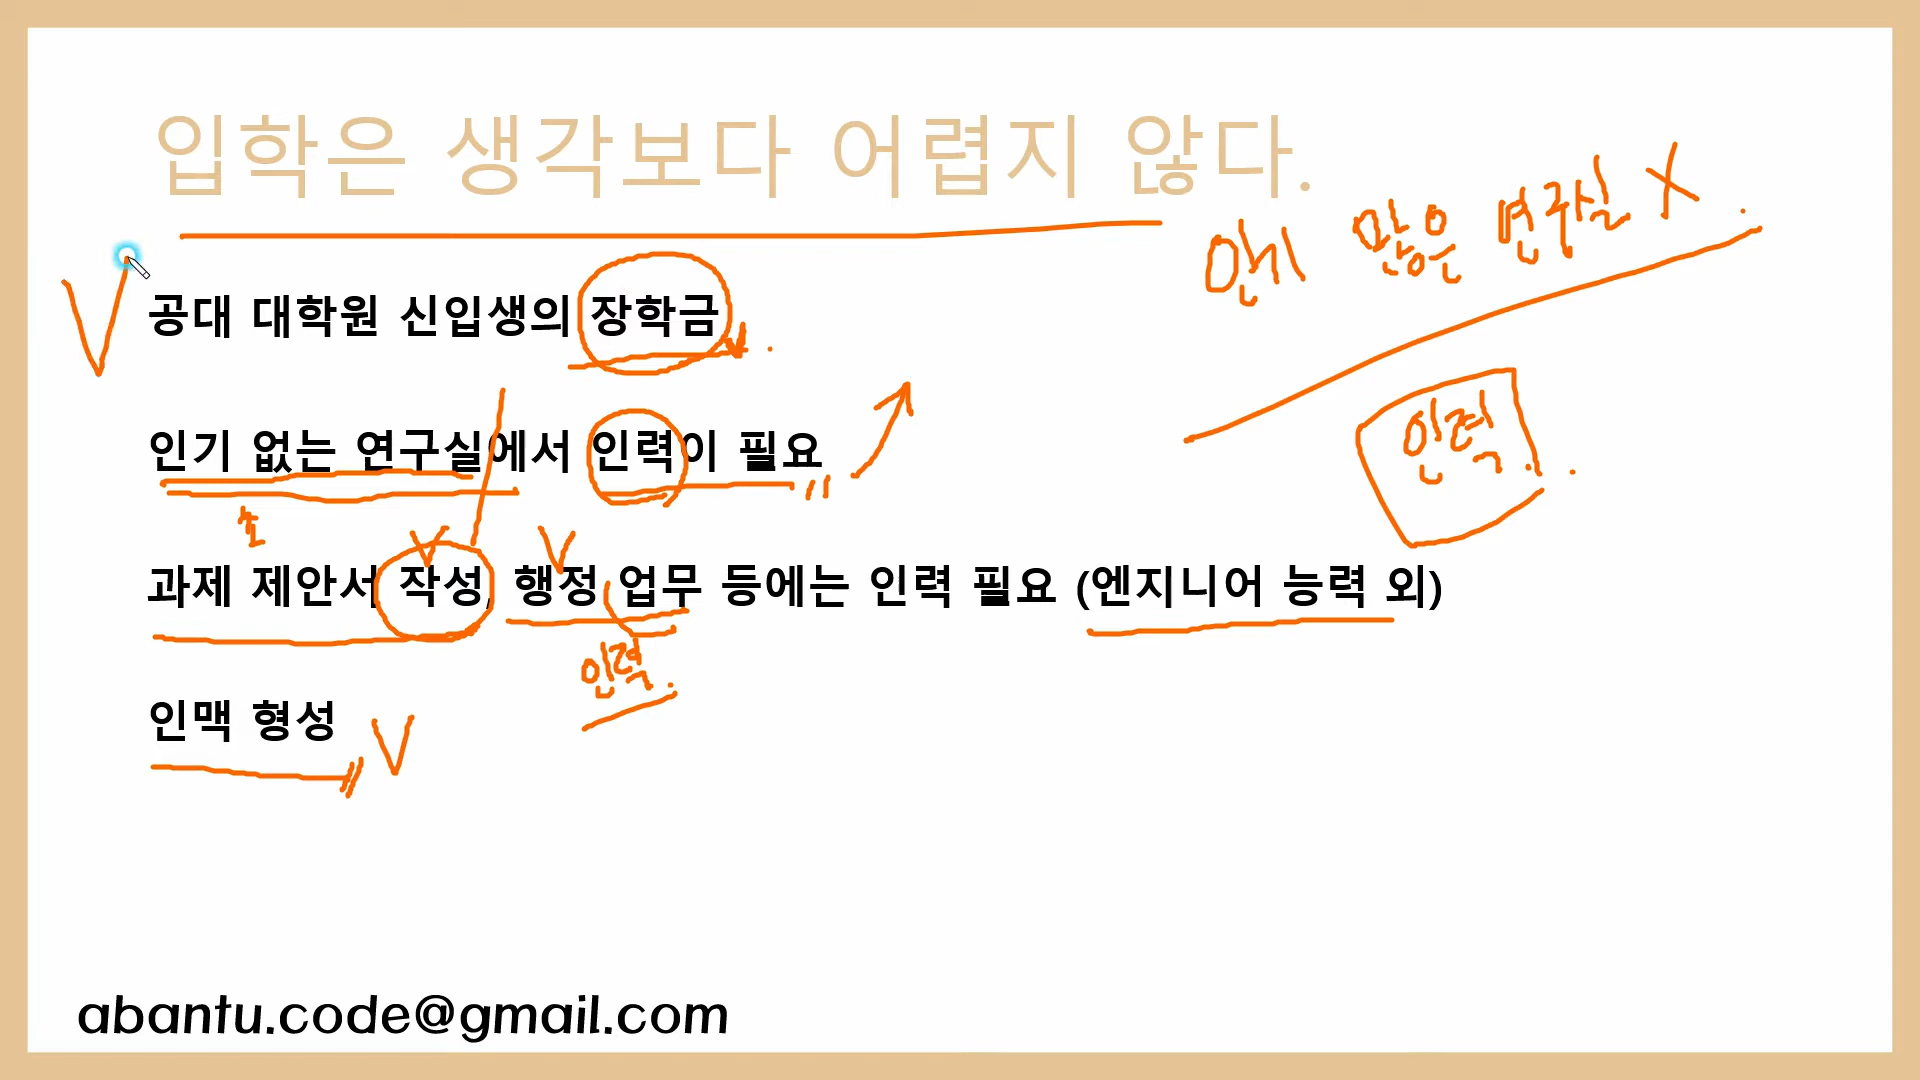 입학은 생각보다 어렵지 않다.
많은 연구실 X.
공대 대학원 신입생의 장학금
인기 없는 연구실에서 인력이 필요
인력.
과제 제안서 작성, 행정 업무 등에는 인력 필요 (엔지니어 능력 외)
인력.
인맥 형성
abantu.code@gmail.com